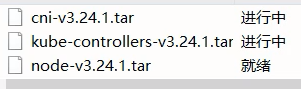 cni-v3.24.1.tar 进行中
kube-controllers-v3.24.1.tar 进行中
node-v3.24.1.tar 就绪